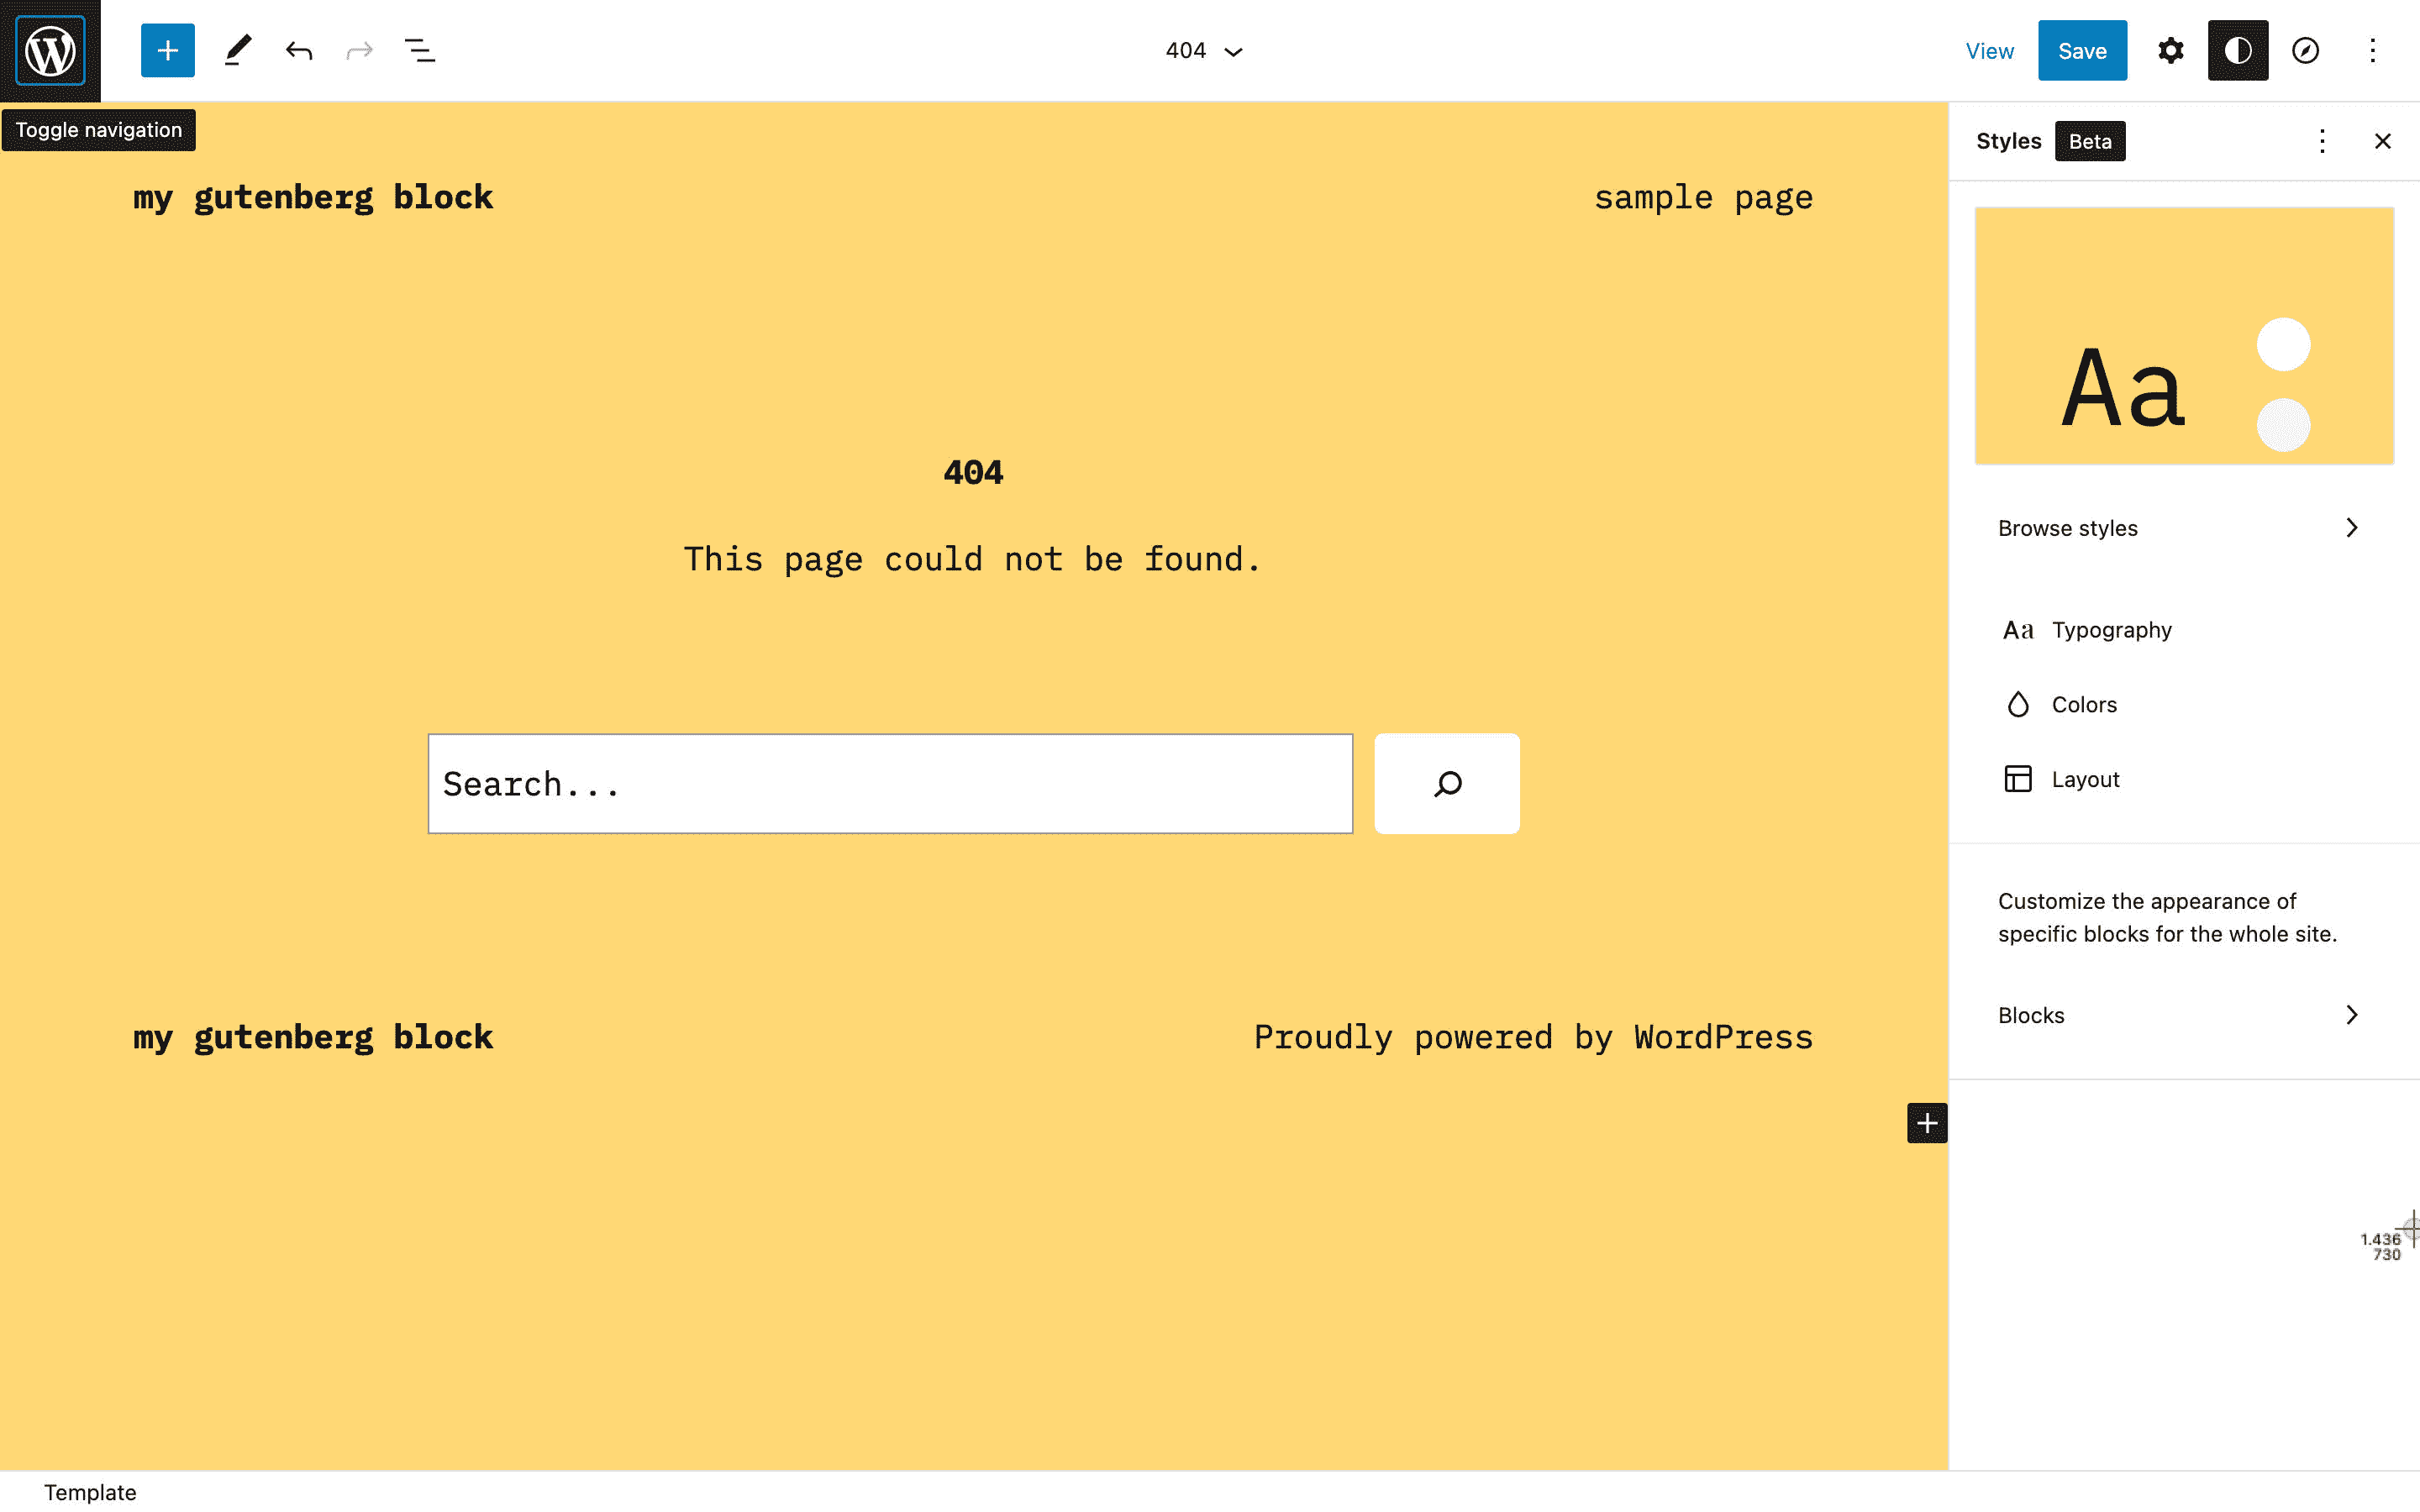 404
View
Save
Toggle navigation
Styles
Beta
my gutenberg block
sample page
Aa
404
This page could not be found.
Search...
Browse styles
Aa Typography
Colors
Layout
Customize the appearance of
specific blocks for the whole site.
Blocks
my gutenberg block
Proudly powered by WordPress
1.436
730
Template